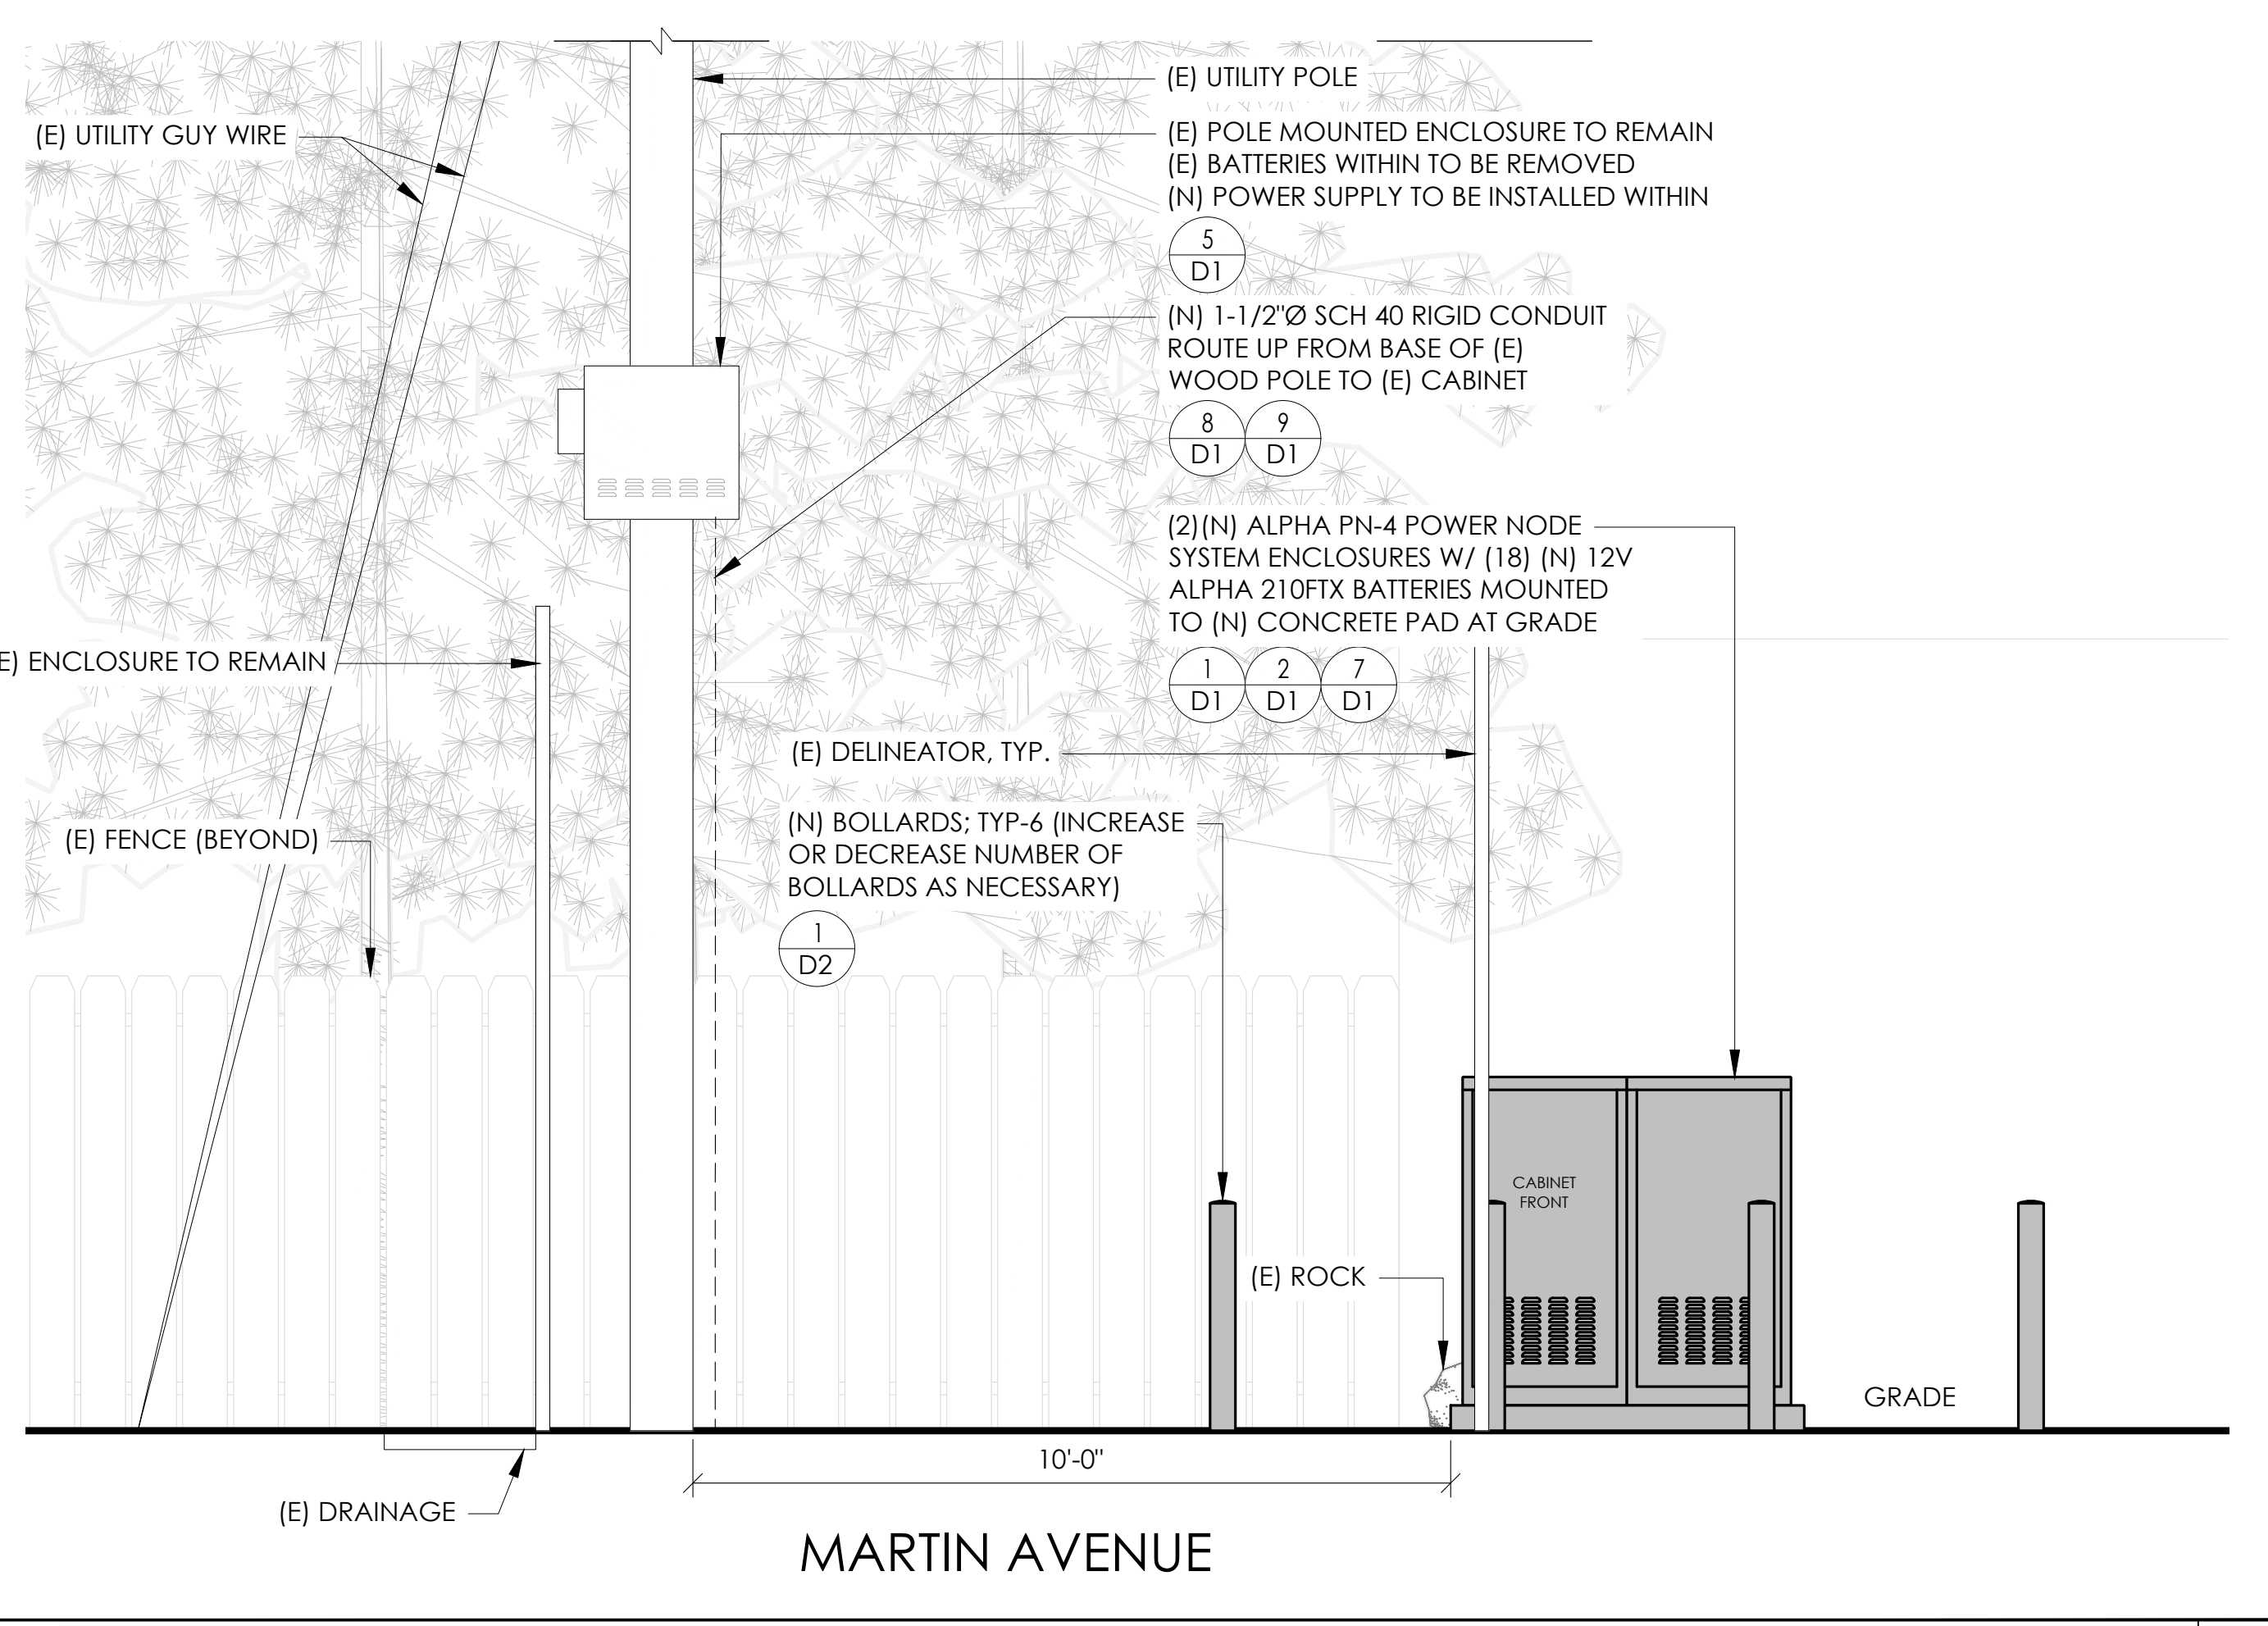 (E) UTILITY POLE
(E) UTILITY GUY WIRE
(E) POLE MOUNTED ENCLOSURE TO REMAIN
(E) BATTERIES WITHIN TO BE REMOVED
(N) POWER SUPPLY TO BE INSTALLED WITHIN
5
D1
(N) 1-1/2"Ø SCH 40 RIGID CONDUIT
ROUTE UP FROM BASE OF (E)
WOOD POLE TO (E) CABINET
8 9
D1 D1
(2)(N) ALPHA PN-4 POWER NODE
SYSTEM ENCLOSURES W/ (18) (N) 12V
ALPHA 210FTX BATTERIES MOUNTED
TO (N) CONCRETE PAD AT GRADE
1 2 7
D1 D1 D1
E) ENCLOSURE TO REMAIN
(E) DELINEATOR, TYP.
(E) FENCE (BEYOND)
(N) BOLLARDS; TYP-6 (INCREASE
OR DECREASE NUMBER OF
BOLLARDS AS NECESSARY)
1
D2
CABINET
FRONT
(E) ROCK
GRADE
10'-0"
(E) DRAINAGE
MARTIN AVENUE